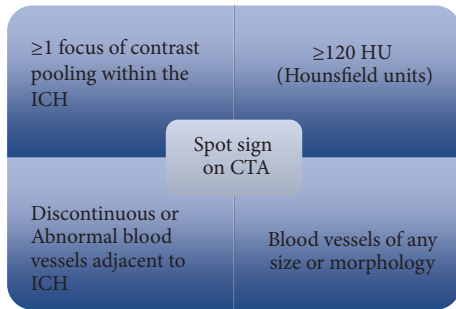 ≥1 focus of contrast
pooling within the
ICH
≥120 HU
(Hounsfield units)
Spot sign
on CTA
Discontinuous or
Abnormal blood
vessels adjacent to
ICH
Blood vessels of any
size or morphology